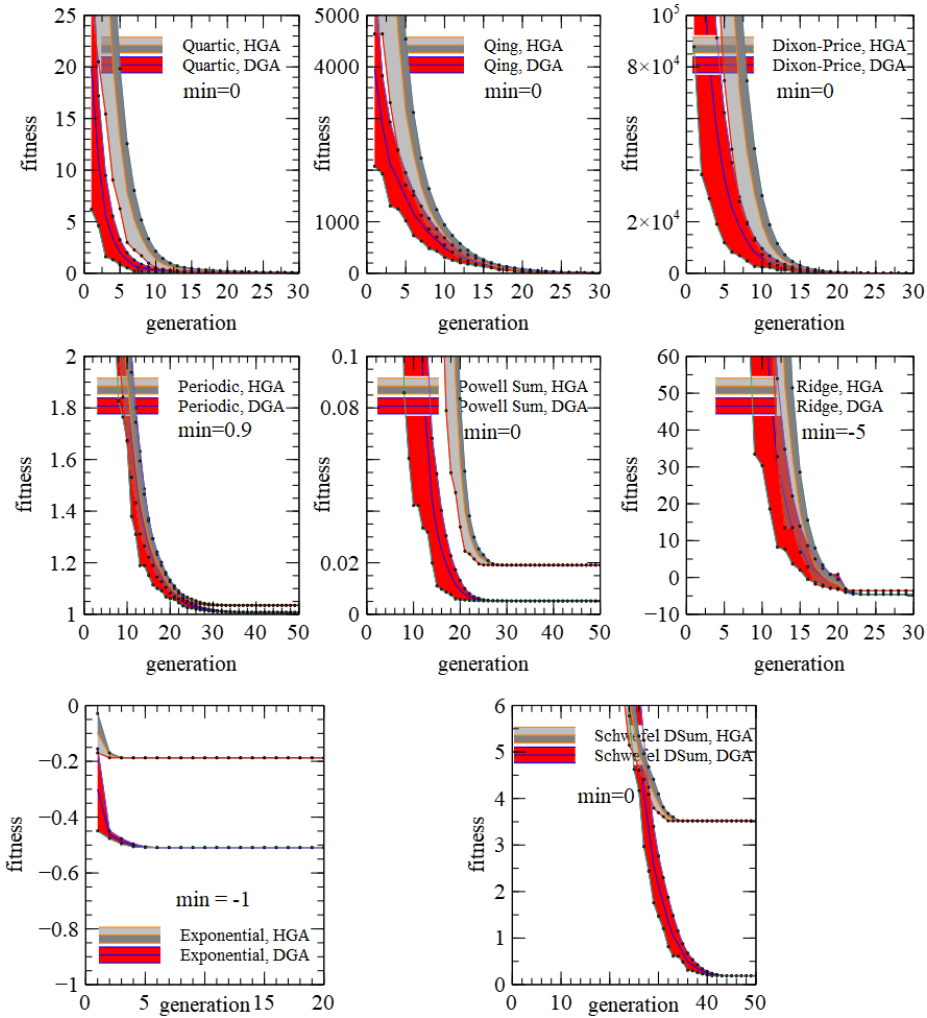 25
20
15
10
5
0
fitness
Quartic, HGA
Quartic, DGA
min=0
0 5 10 15 20 25 30
generation
5000
4000
1000
0
fitness
Qing, HGA
Qing, DGA
min=0
0 5 10 15 20 25 30
generation
10⁵
8×10⁴
2×10⁴
0
fitness
Dixon-Price, HGA
Dixon-Price, DGA
min=0
0 5 10 15 20 25 30
generation
2
1.8
1.6
1.4
1.2
1
fitness
Periodic, HGA
Periodic, DGA
min=0.9
0 10 20 30 40 50
generation
0.1
0.08
0.02
0
fitness
Powell Sum, HGA
Powell Sum, DGA
min=0
0 10 20 30 40 50
generation
60
50
40
30
20
10
0
−10
fitness
Ridge, HGA
Ridge, DGA
min=-5
0 5 10 15 20 25 30
generation
0
−0.2
−0.4
−0.6
−0.8
−1
fitness
min = -1
Exponential, HGA
Exponential, DGA
0 5 10 15 20
generation
6
5
4
3
2
1
0
fitness
Schwefel DSum, HGA
Schwefel DSum, DGA
min=0
0 10 20 30 40 50
generation